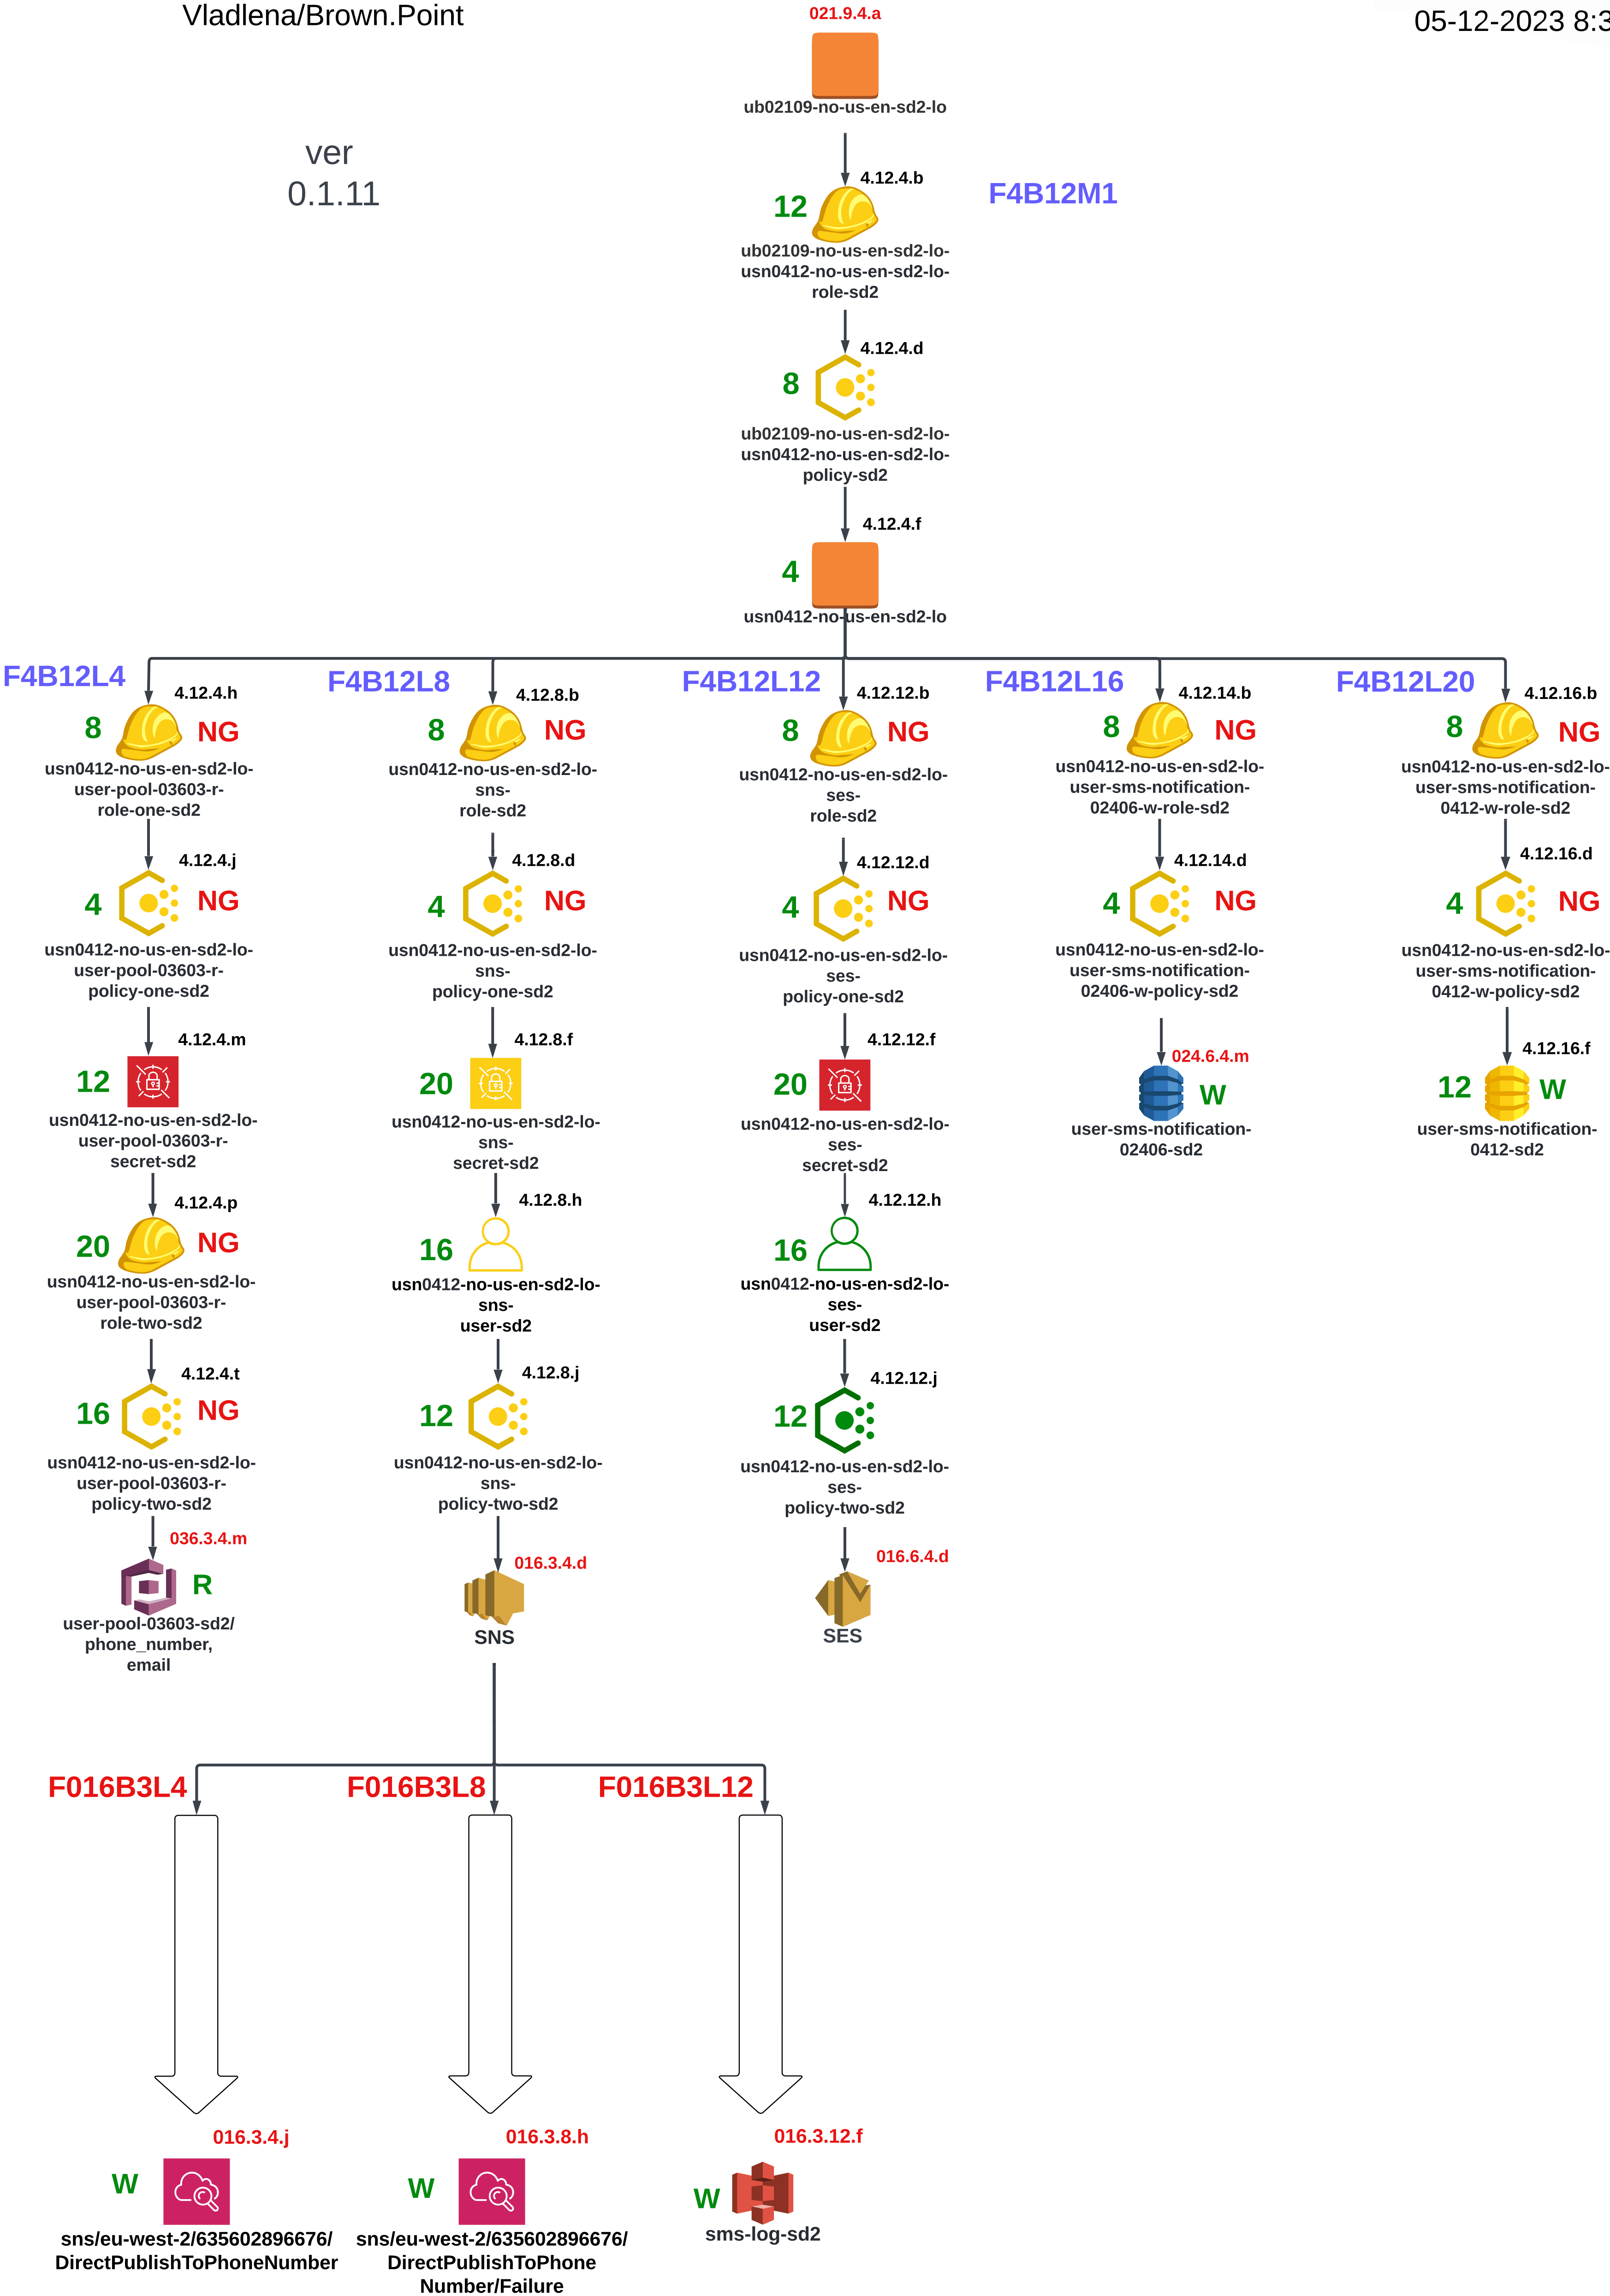 Vladlena/Brown.Point
021.9.4.a
05-12-2023 8:3
ub02109-no-us-en-sd2-lo
ver
0.1.11
4.12.4.b
12
F4B12M1
ub02109-no-us-en-sd2-lo-
usn0412-no-us-en-sd2-lo-
role-sd2
4.12.4.d
8
ub02109-no-us-en-sd2-lo-
usn0412-no-us-en-sd2-lo-
policy-sd2
4.12.4.f
4
usn0412-no-us-en-sd2-lo
F4B12L4
4.12.4.h
8
NG
usn0412-no-us-en-sd2-lo-
user-pool-03603-r-
role-one-sd2
4.12.4.j
4
NG
usn0412-no-us-en-sd2-lo-
user-pool-03603-r-
policy-one-sd2
4.12.4.m
12
usn0412-no-us-en-sd2-lo-
user-pool-03603-r-
secret-sd2
4.12.4.p
20
NG
usn0412-no-us-en-sd2-lo-
user-pool-03603-r-
role-two-sd2
4.12.4.t
16
NG
usn0412-no-us-en-sd2-lo-
user-pool-03603-r-
policy-two-sd2
036.3.4.m
R
user-pool-03603-sd2/
phone_number,
email
F4B12L8
4.12.8.b
8
NG
usn0412-no-us-en-sd2-lo-
sns-
role-sd2
4.12.8.d
4
NG
usn0412-no-us-en-sd2-lo-
sns-
policy-one-sd2
4.12.8.f
20
usn0412-no-us-en-sd2-lo-
sns-
secret-sd2
4.12.8.h
16
usn0412-no-us-en-sd2-lo-
sns-
user-sd2
4.12.8.j
12
usn0412-no-us-en-sd2-lo-
sns-
policy-two-sd2
016.3.4.d
SNS
F4B12L12
4.12.12.b
8
NG
usn0412-no-us-en-sd2-lo-
ses-
role-sd2
4.12.12.d
4
NG
usn0412-no-us-en-sd2-lo-
ses-
policy-one-sd2
4.12.12.f
20
usn0412-no-us-en-sd2-lo-
ses-
secret-sd2
4.12.12.h
16
usn0412-no-us-en-sd2-lo-
ses-
user-sd2
4.12.12.j
12
usn0412-no-us-en-sd2-lo-
ses-
policy-two-sd2
016.6.4.d
SES
F4B12L16
4.12.14.b
8
NG
usn0412-no-us-en-sd2-lo-
user-sms-notification-
02406-w-role-sd2
4.12.14.d
4
NG
usn0412-no-us-en-sd2-lo-
user-sms-notification-
02406-w-policy-sd2
024.6.4.m
W
user-sms-notification-
02406-sd2
F4B12L20
4.12.16.b
8
NG
usn0412-no-us-en-sd2-lo-
user-sms-notification-
0412-w-role-sd2
4.12.16.d
4
NG
usn0412-no-us-en-sd2-lo-
user-sms-notification-
0412-w-policy-sd2
4.12.16.f
12
W
user-sms-notification-
0412-sd2
F016B3L4
016.3.4.j
W
sns/eu-west-2/635602896676/
DirectPublishToPhoneNumber
F016B3L8
016.3.8.h
W
sns/eu-west-2/635602896676/
DirectPublishToPhone
Number/Failure
F016B3L12
016.3.12.f
W
sms-log-sd2